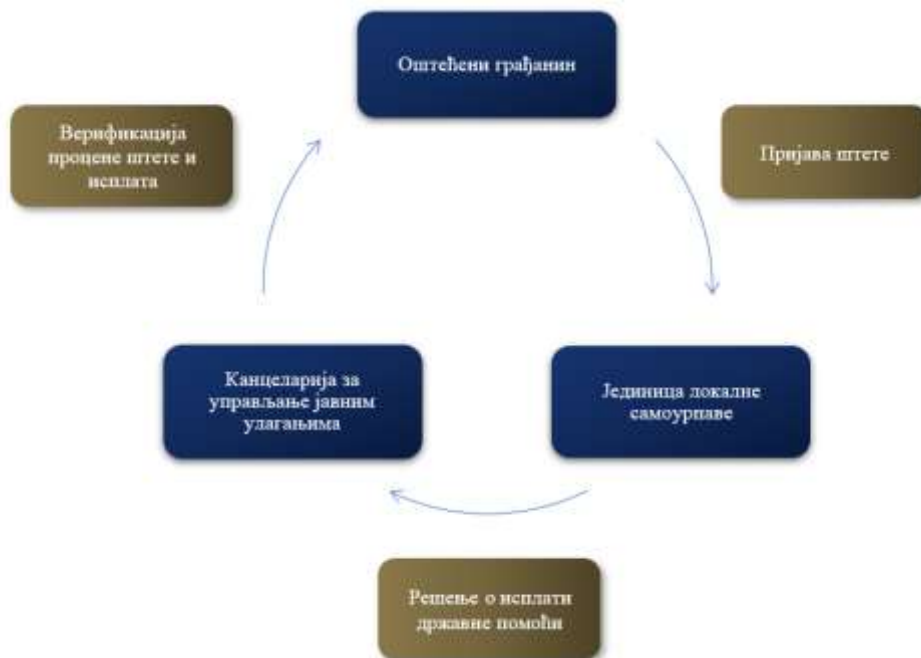 Оштећени грађанин
Верификација
процене штете и
исплата
Пријава штете
Канцеларија за
управљање јавним
улагањима
Јединица локалне
самоурпаве
Решење о исплати
државне помоћи